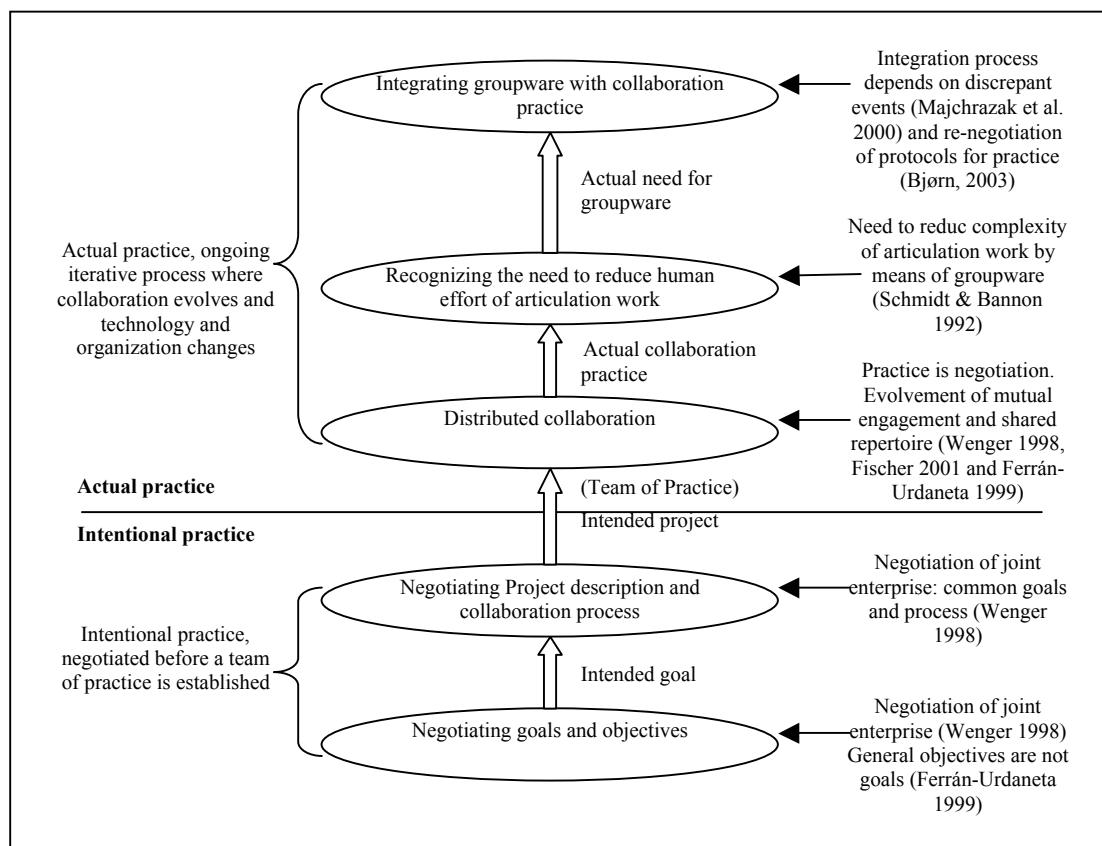 Integrating groupware with collaboration
practice
Integration process
depends on discrepant
events (Majchrazak et al.
2000) and re-negotiation
of protocols for practice
(Bjørn, 2003)
Actual need for
groupware
Actual practice, ongoing
iterative process where
collaboration evolves and
technology and
organization changes
Recognizing the need to reduce human
effort of articulation work
Need to reduc complexity
of articulation work by
means of groupware
(Schmidt & Bannon
1992)
Actual collaboration
practice
Distributed collaboration
Practice is negotiation.
Evolvement of mutual
engagement and shared
repertoire (Wenger 1998,
Fischer 2001 and Ferrán-
Urdaneta 1999)
Actual practice
(Team of Practice)
Intended project
Intentional practice
Negotiating Project description and
collaboration process
Negotiation of joint
enterprise: common goals
and process (Wenger
1998)
Intentional practice,
negotiated before a team
of practice is established
Intended goal
Negotiating goals and objectives
Negotiation of joint
enterprise (Wenger 1998)
General objectives are not
goals (Ferrán-Urdaneta
1999)